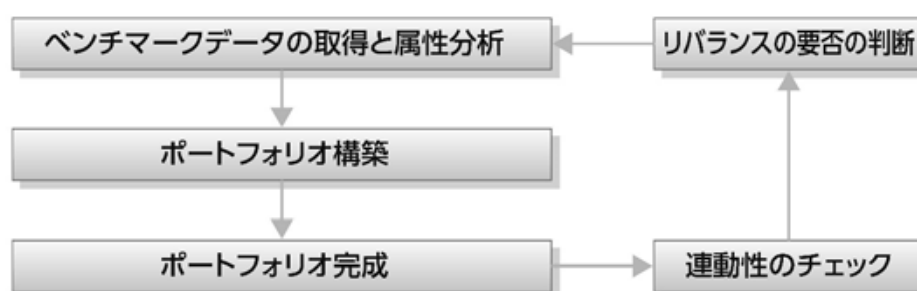 ベンチマークデータの取得と属性分析
リバランスの要否の判断
ポートフォリオ構築
ポートフォリオ完成
連動性のチェック